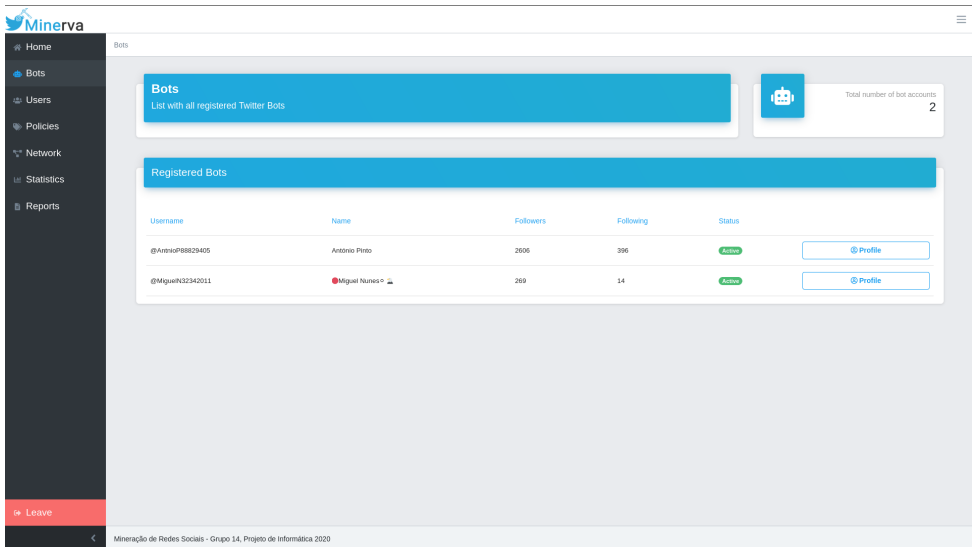 Minerva
Home
Bots
Users
Policies
Network
Statistics
Reports
Leave
Bots
Bots
List with all registered Twitter Bots
Total number of bot accounts
2
Registered Bots
Username Name Followers Following Status
@AntnioP88829405 António Pinto 2606 396 Active Profile
@MiguelN32342011 Miguel Nunes 269 14 Active Profile
Mineração de Redes Sociais - Grupo 14, Projeto de Informática 2020